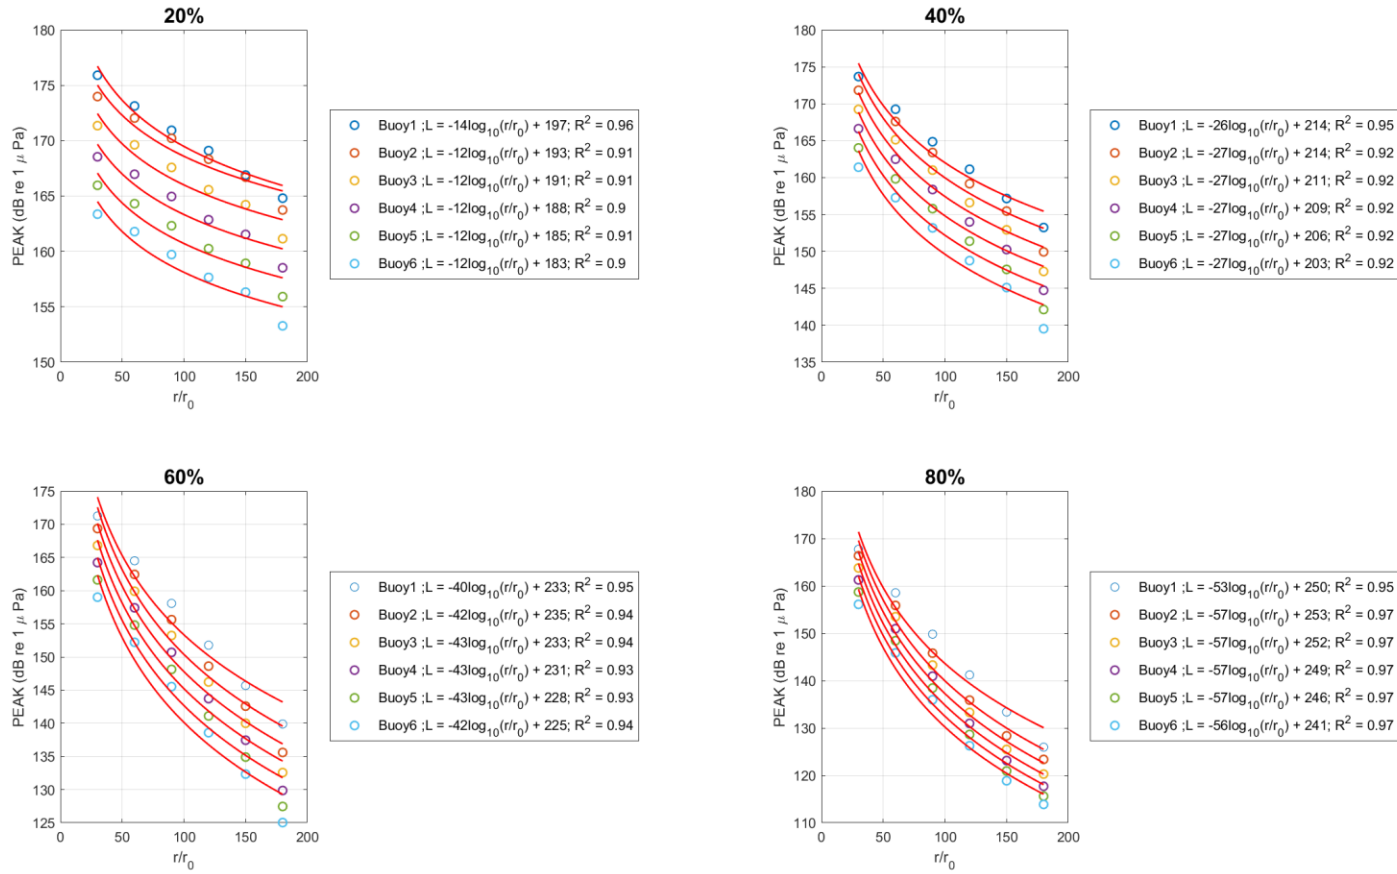 20%
180
175
170
165
160
155
150
0 50 100 150 200
PEAK (dB re 1 μ Pa)
r/r0
Buoy1 ;L = -14log10(r/r0) + 197; R2 = 0.96
Buoy2 ;L = -12log10(r/r0) + 193; R2 = 0.91
Buoy3 ;L = -12log10(r/r0) + 191; R2 = 0.91
Buoy4 ;L = -12log10(r/r0) + 188; R2 = 0.9
Buoy5 ;L = -12log10(r/r0) + 185; R2 = 0.91
Buoy6 ;L = -12log10(r/r0) + 183; R2 = 0.9
40%
180
175
170
165
160
155
150
145
140
135
0 50 100 150 200
PEAK (dB re 1 μ Pa)
r/r0
Buoy1 ;L = -26log10(r/r0) + 214; R2 = 0.95
Buoy2 ;L = -27log10(r/r0) + 214; R2 = 0.92
Buoy3 ;L = -27log10(r/r0) + 211; R2 = 0.92
Buoy4 ;L = -27log10(r/r0) + 209; R2 = 0.92
Buoy5 ;L = -27log10(r/r0) + 206; R2 = 0.92
Buoy6 ;L = -27log10(r/r0) + 203; R2 = 0.92
60%
175
170
165
160
155
150
145
140
135
130
125
0 50 100 150 200
PEAK (dB re 1 μ Pa)
r/r0
Buoy1 ;L = -40log10(r/r0) + 233; R2 = 0.95
Buoy2 ;L = -42log10(r/r0) + 235; R2 = 0.94
Buoy3 ;L = -43log10(r/r0) + 233; R2 = 0.94
Buoy4 ;L = -43log10(r/r0) + 231; R2 = 0.93
Buoy5 ;L = -43log10(r/r0) + 228; R2 = 0.93
Buoy6 ;L = -42log10(r/r0) + 225; R2 = 0.94
80%
180
170
160
150
140
130
120
110
0 50 100 150 200
PEAK (dB re 1 μ Pa)
r/r0
Buoy1 ;L = -53log10(r/r0) + 250; R2 = 0.95
Buoy2 ;L = -57log10(r/r0) + 253; R2 = 0.97
Buoy3 ;L = -57log10(r/r0) + 252; R2 = 0.97
Buoy4 ;L = -57log10(r/r0) + 249; R2 = 0.97
Buoy5 ;L = -57log10(r/r0) + 246; R2 = 0.97
Buoy6 ;L = -56log10(r/r0) + 241; R2 = 0.97